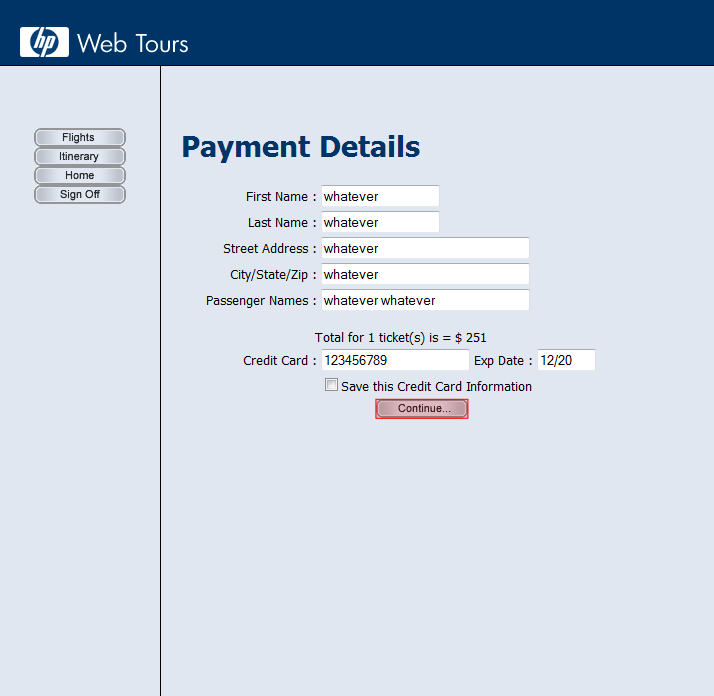 hp Web Tours
Flights
Itinerary
Home
Sign Off
Payment Details
First Name : whatever
Last Name : whatever
Street Address : whatever
City/State/Zip : whatever
Passenger Names : whatever whatever
Total for 1 ticket(s) is = $ 251
Credit Card : 123456789 Exp Date : 12/20
Save this Credit Card Information
Continue...